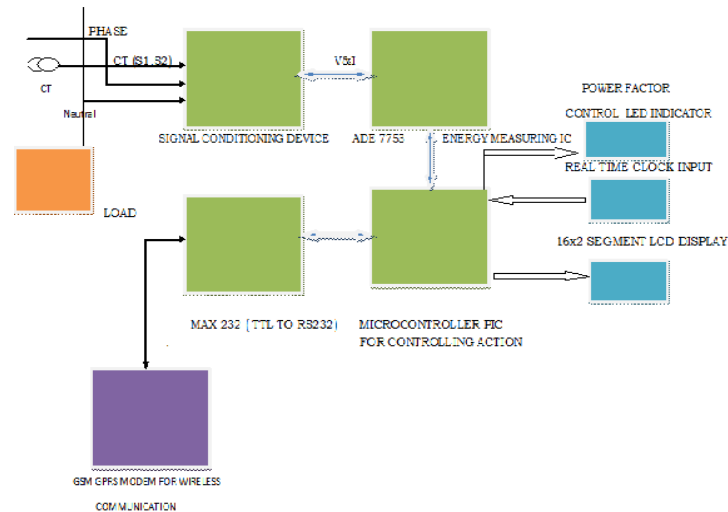 PHASE
CT (S1,S2)
CT
V&I
Neutral
SIGNAL CONDITIONING DEVICE
ADE 7753
ENERGY MEASURING IC
POWER FACTOR
CONTROL LED INDICATOR
REAL TIME CLOCK INPUT
LOAD
16x2 SEGMENT LCD DISPLAY
MAX 232 ( TTL TO RS232)
MICROCONTROLLER PIC
FOR CONTROLLING ACTION
GSM GPRS MODEM FOR WIRELESS
COMMUNICATION